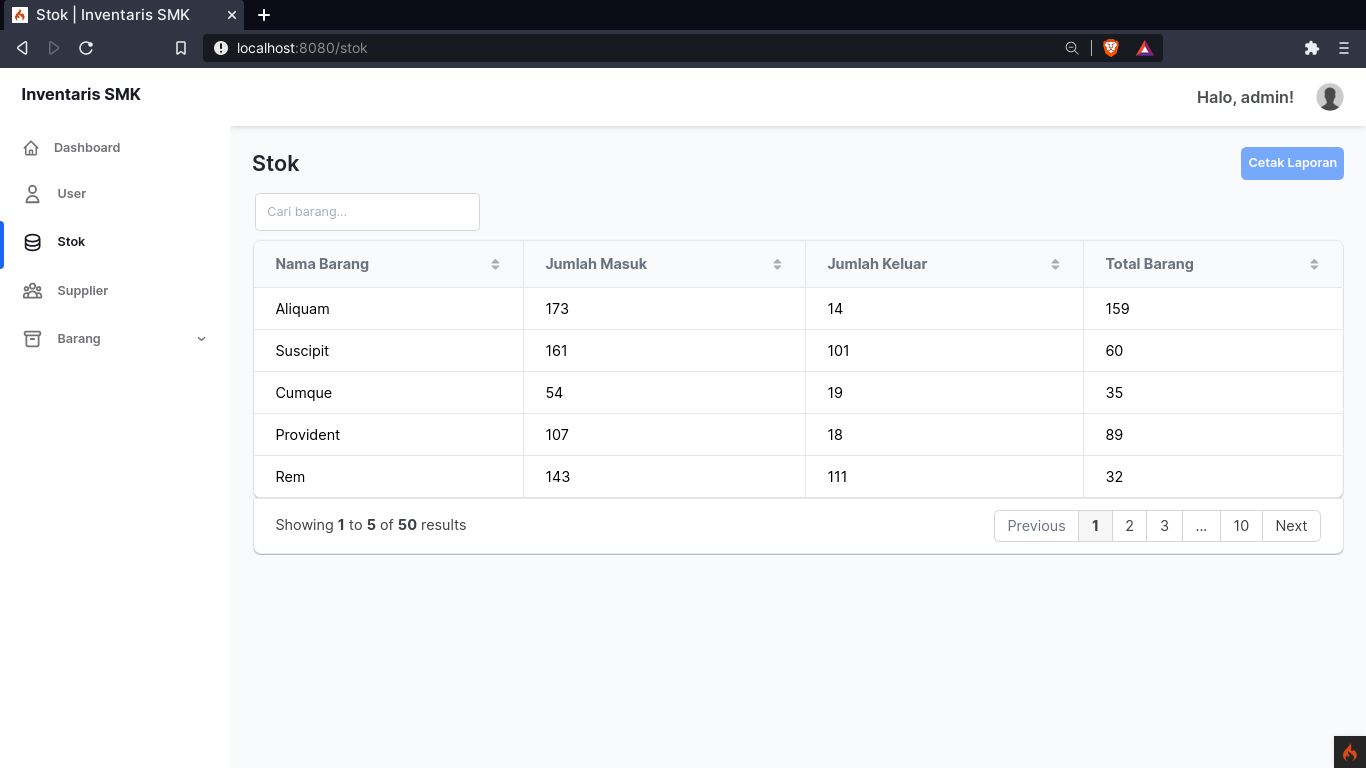 Stok | Inventaris SMK
localhost:8080/stok
Inventaris SMK
Halo, admin!
Dashboard
User
Stok
Supplier
Barang
Stok
Cetak Laporan
Cari barang...
Nama Barang Jumlah Masuk Jumlah Keluar Total Barang
Aliquam 173 14 159
Suscipit 161 101 60
Cumque 54 19 35
Provident 107 18 89
Rem 143 111 32
Showing 1 to 5 of 50 results
Previous 1 2 3 ... 10 Next